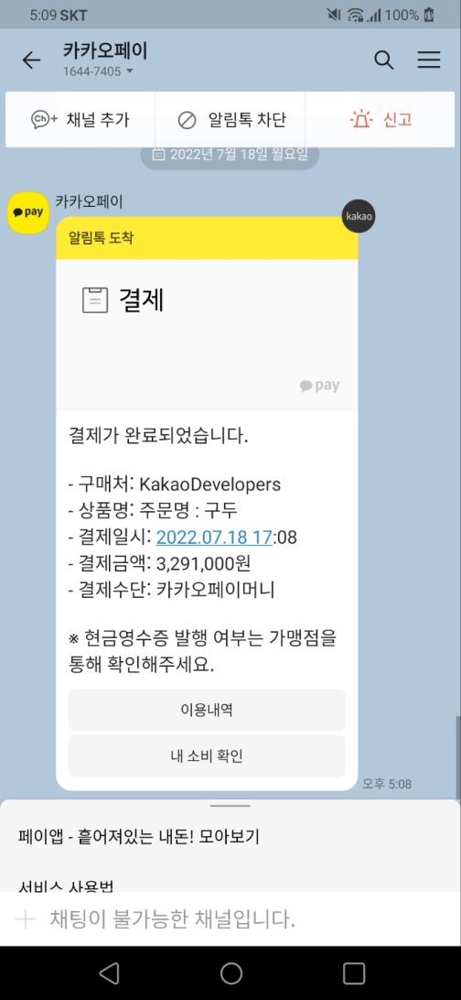 5:09 SKT 100%
카카오페이
1644-7405
Ch+ 채널 추가 알림톡 차단 신고
2022년 7월 18일 월요일
pay 카카오페이
kakao
알림톡 도착
결제
pay
결제가 완료되었습니다.
- 구매처: KakaoDevelopers
- 상품명: 주문명 : 구두
- 결제일시: 2022.07.18 17:08
- 결제금액: 3,291,000원
- 결제수단: 카카오페이머니
※ 현금영수증 발행 여부는 가맹점을
통해 확인해주세요.
이용내역
내 소비 확인
오후 5:08
페이앱 - 흩어져있는 내돈! 모아보기
서비스 사용법
+ 채팅이 불가능한 채널입니다.